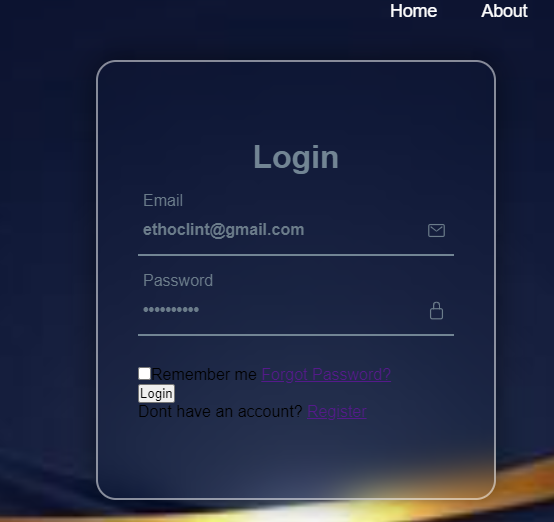 Home About
Login
Email
ethoclint@gmail.com
Password
••••••••••
Remember me Forgot Password?
Login
Dont have an account? Register